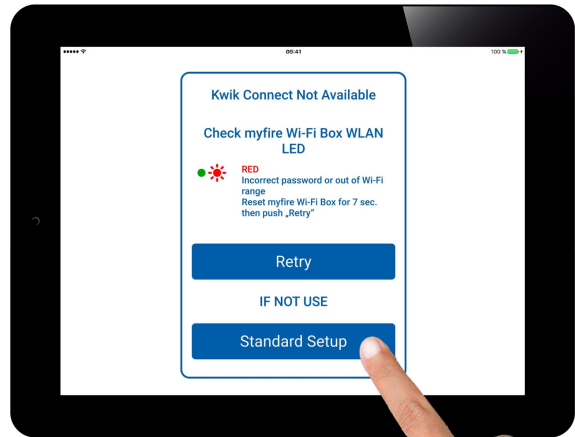 09:41
100 %
Kwik Connect Not Available
Check myfire Wi-Fi Box WLAN
LED
RED
Incorrect password or out of Wi-Fi
range
Reset myfire Wi-Fi Box for 7 sec.
then push „Retry“
Retry
IF NOT USE
Standard Setup